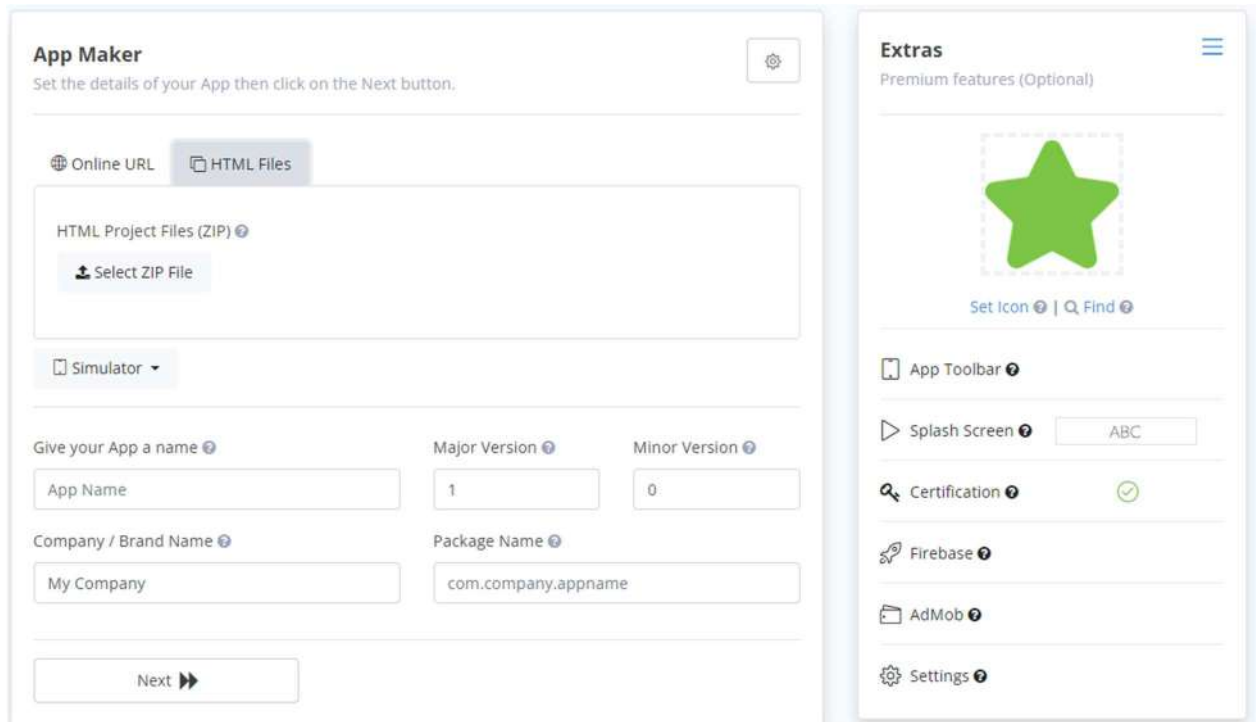 App Maker
Set the details of your App then click on the Next button.
Online URL
HTML Files
HTML Project Files (ZIP)
Select ZIP File
Simulator
Give your App a name
Major Version
Minor Version
App Name
1
0
Company / Brand Name
Package Name
My Company
com.company.appname
Next
Extras
Premium features (Optional)
Set Icon | Find
App Toolbar
Splash Screen
ABC
Certification
Firebase
AdMob
Settings